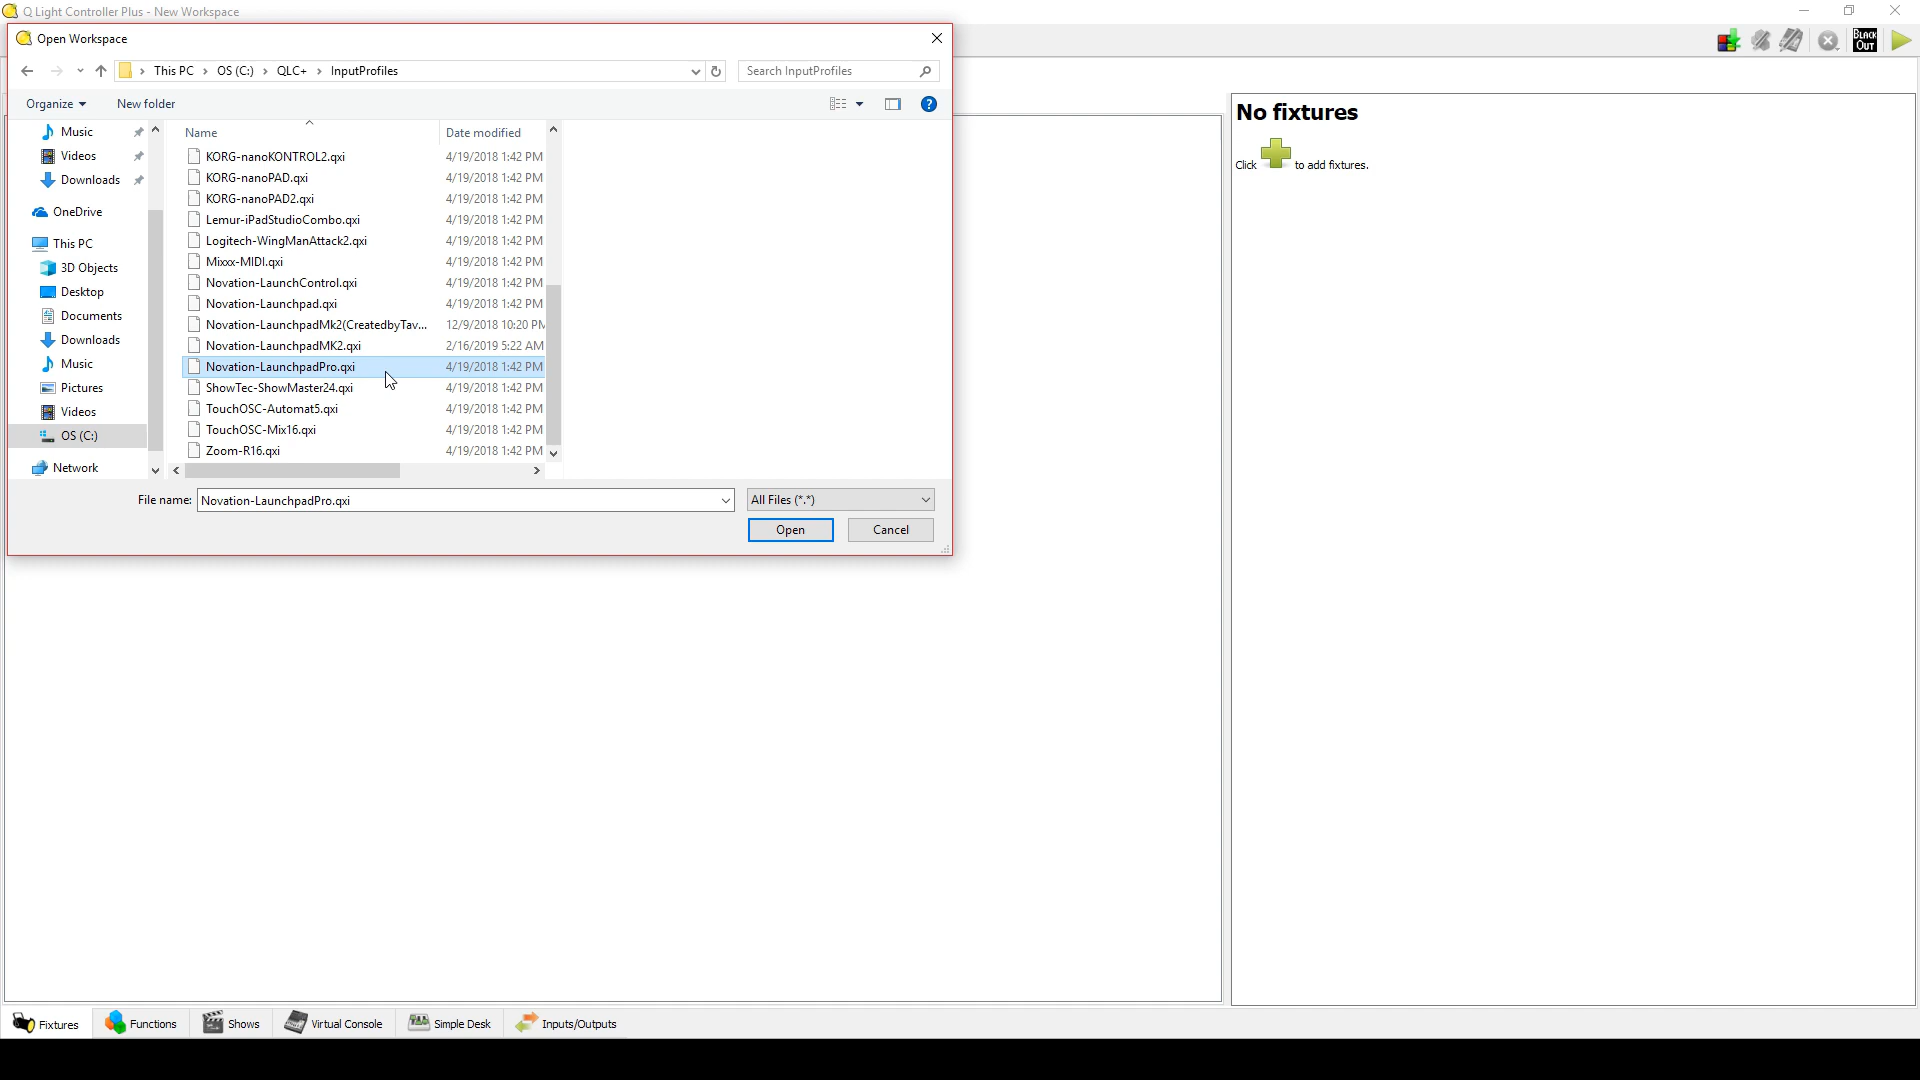 Q Light Controller Plus - New Workspace
Open Workspace
This PC > OS (C:) > QLC+ > InputProfiles
Search InputProfiles
Organize
New folder
Music
Videos
Downloads
OneDrive
This PC
3D Objects
Desktop
Documents
Downloads
Music
Pictures
Videos
OS (C:)
Network
Name Date modified
KORG-nanoKONTROL2.qxi 4/19/2018 1:42 PM
KORG-nanoPAD.qxi 4/19/2018 1:42 PM
KORG-nanoPAD2.qxi 4/19/2018 1:42 PM
Lemur-iPadStudioCombo.qxi 4/19/2018 1:42 PM
Logitech-WingManAttack2.qxi 4/19/2018 1:42 PM
Mixxx-MIDI.qxi 4/19/2018 1:42 PM
Novation-LaunchControl.qxi 4/19/2018 1:42 PM
Novation-Launchpad.qxi 4/19/2018 1:42 PM
Novation-LaunchpadMk2(CreatedbyTav... 12/9/2018 10:20 PM
Novation-LaunchpadMK2.qxi 2/16/2019 5:22 AM
Novation-LaunchpadPro.qxi 4/19/2018 1:42 PM
ShowTec-ShowMaster24.qxi 4/19/2018 1:42 PM
TouchOSC-Automat5.qxi 4/19/2018 1:42 PM
TouchOSC-Mix16.qxi 4/19/2018 1:42 PM
Zoom-R16.qxi 4/19/2018 1:42 PM
File name: Novation-LaunchpadPro.qxi
All Files (*.*)
Open
Cancel
BLACK
OUT
No fixtures
Click to add fixtures.
Fixtures
Functions
Shows
Virtual Console
Simple Desk
Inputs/Outputs